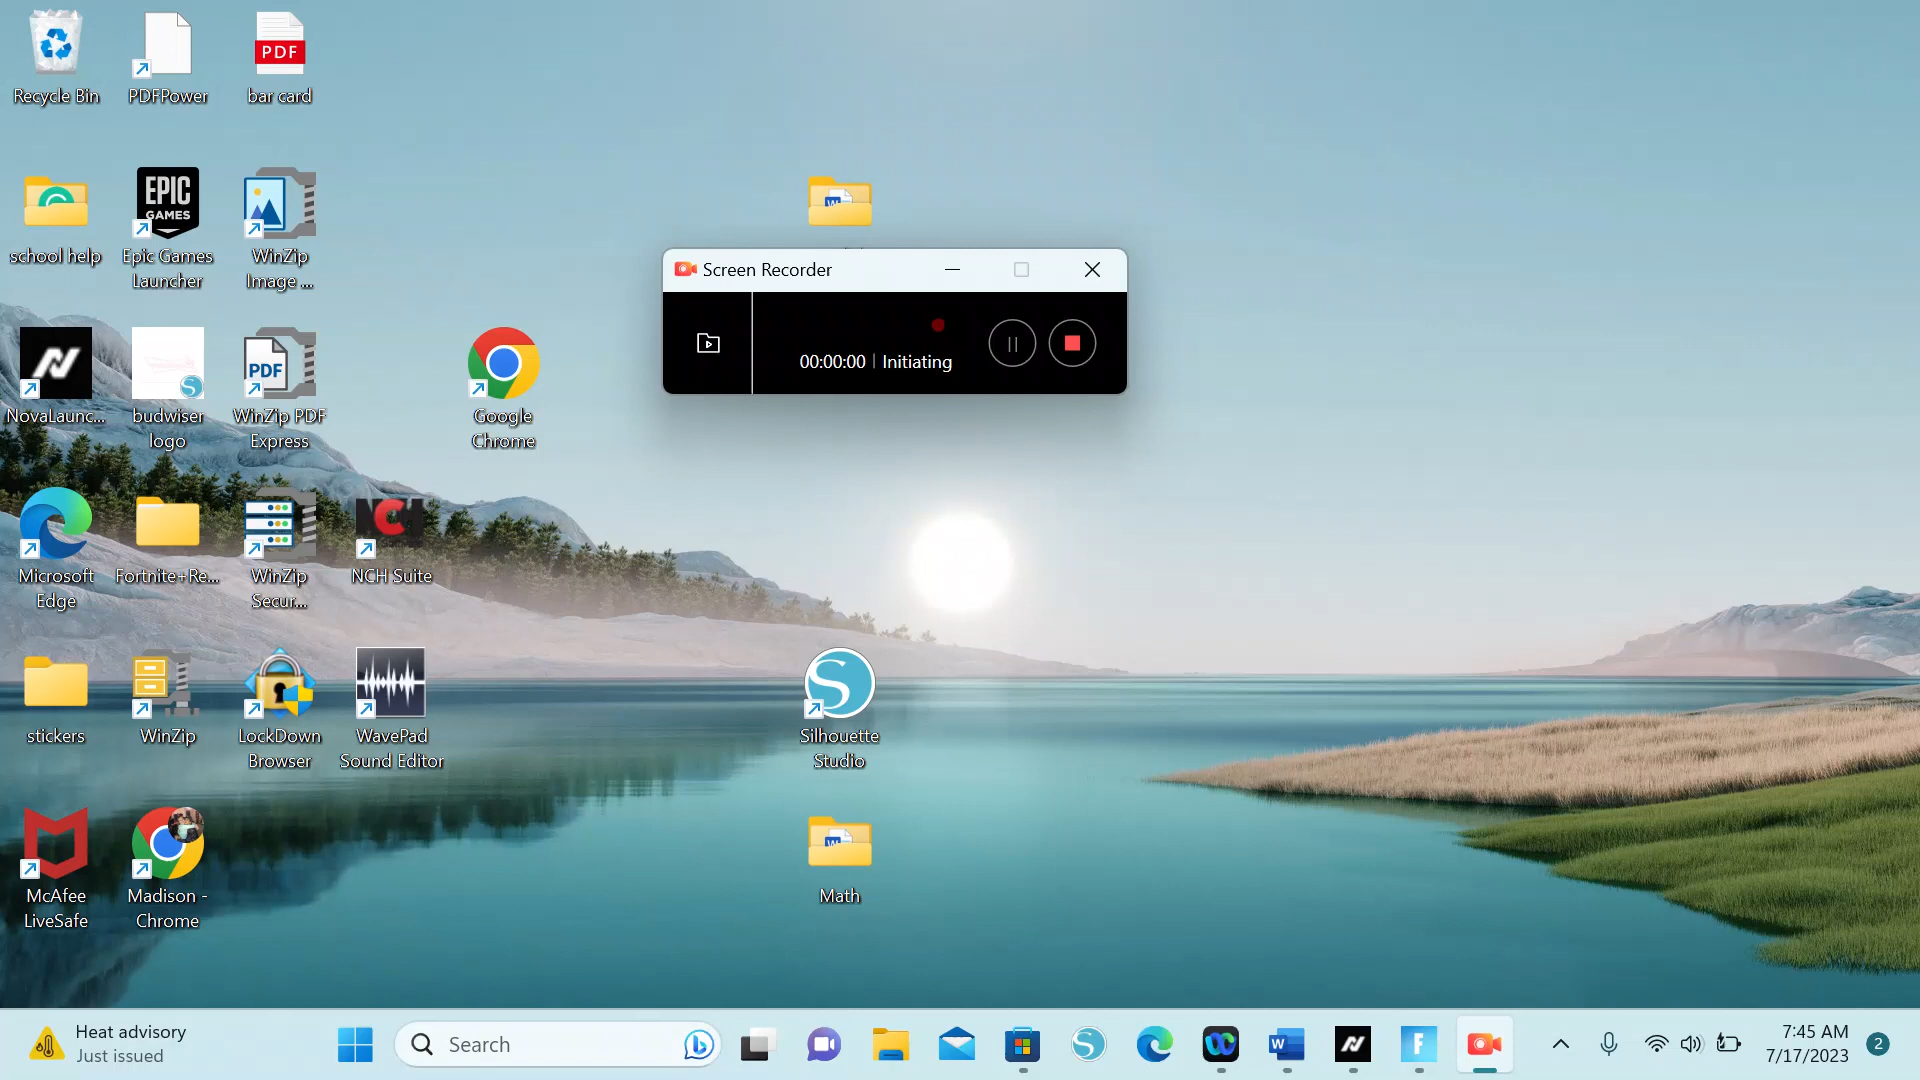 Recycle Bin
PDFPower
PDF
bar card
school help
EPIC
GAMES
Epic Games
Launcher
WinZip
Image ...
W
Screen Recorder
00:00:00 | Initiating
NovaLaunc...
budwiser
logo
PDF
WinZip PDF
Express
Google
Chrome
Microsoft
Edge
Fortnite+Re...
WinZip
Secur...
NCH
NCH Suite
stickers
WinZip
LockDown
Browser
WavePad
Sound Editor
S
Silhouette
Studio
McAfee
LiveSafe
Madison -
Chrome
W
Math
Heat advisory
Just issued
Search
S
W
F
7:45 AM
7/17/2023
2